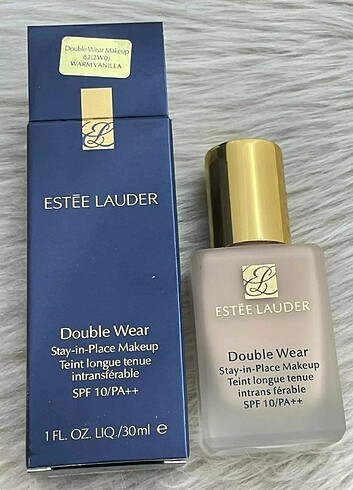 Double Wear Makeup
82(2W0)
WARM VANILLA
ESTĒE LAUDER
Double Wear
Stay-in-Place Makeup
Teint longue tenue
intransférable
SPF 10/PA++
1 FL. OZ. LIQ./30ml e
ESTĒE LAUDER
Double Wear
Stay-in-Place Makeup
Teint longue tenue
intrans férable
SPF 10/PA++